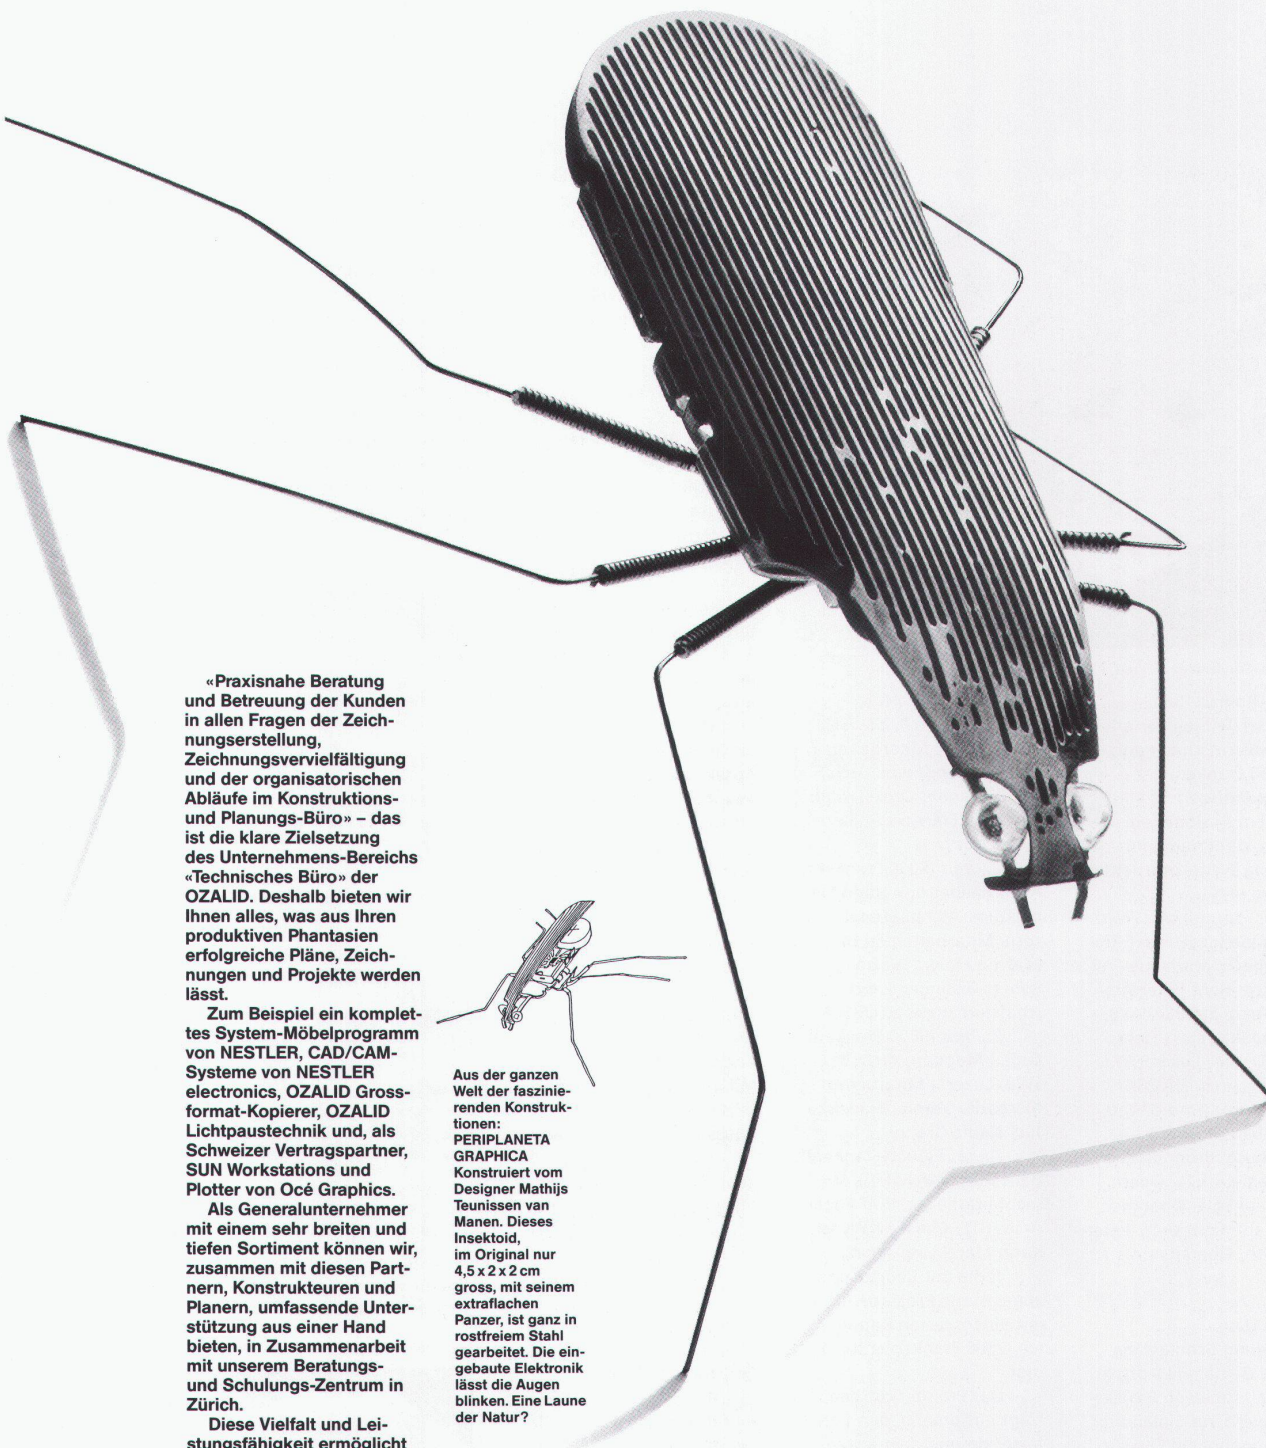 «Praxisnahe Beratung
und Betreuung der Kunden
in allen Fragen der Zeich-
nungserstellung,
Zeichnungsvervielfältigung
und der organisatorischen
Abläufe im Konstruktions-
und Planungs-Büro» – das
ist die klare Zielsetzung
des Unternehmens-Bereichs
«Technisches Büro» der
OZALID. Deshalb bieten wir
Ihnen alles, was aus Ihren
produktiven Phantasien
erfolgreiche Pläne, Zeich-
nungen und Projekte werden
lässt.
Zum Beispiel ein komplet-
tes System-Möbelprogramm
von NESTLER, CAD/CAM-
Systeme von NESTLER
electronics, OZALID Gross-
format-Kopierer, OZALID
Lichtpaustechnik und, als
Schweizer Vertragspartner,
SUN Workstations und
Plotter von Océ Graphics.
Als Generalunternehmer
mit einem sehr breiten und
tiefen Sortiment können wir,
zusammen mit diesen Part-
nern, Konstrukteuren und
Planern, umfassende Unter-
stützung aus einer Hand
bieten, in Zusammenarbeit
mit unserem Beratungs-
und Schulungs-Zentrum in
Zürich.
Diese Vielfalt und Lei-
stungsfähigkeit ermöglicht
Aus der ganzen
Welt der faszinie-
renden Konstruk-
tionen:
PERIPLANETA
GRAPHICA
Konstruiert vom
Designer Mathijs
Teunissen van
Manen. Dieses
Insektoid,
im Original nur
4,5 x 2 x 2 cm
gross, mit seinem
extraflachen
Panzer, ist ganz in
rostfreiem Stahl
gearbeitet. Die ein-
gebaute Elektronik
lässt die Augen
blinken. Eine Laune
der Natur?